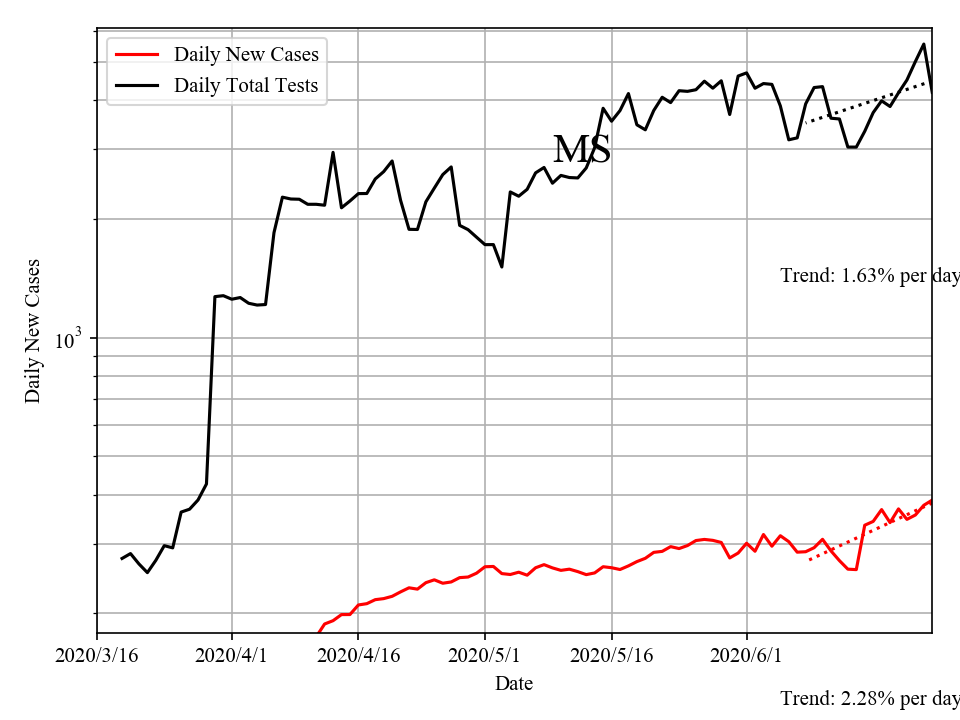 Daily New Cases
Daily Total Tests
MS
Trend: 1.63% per day
Daily New Cases
10³
2020/3/16 2020/4/1 2020/4/16 2020/5/1 2020/5/16 2020/6/1
Date
Trend: 2.28% per day